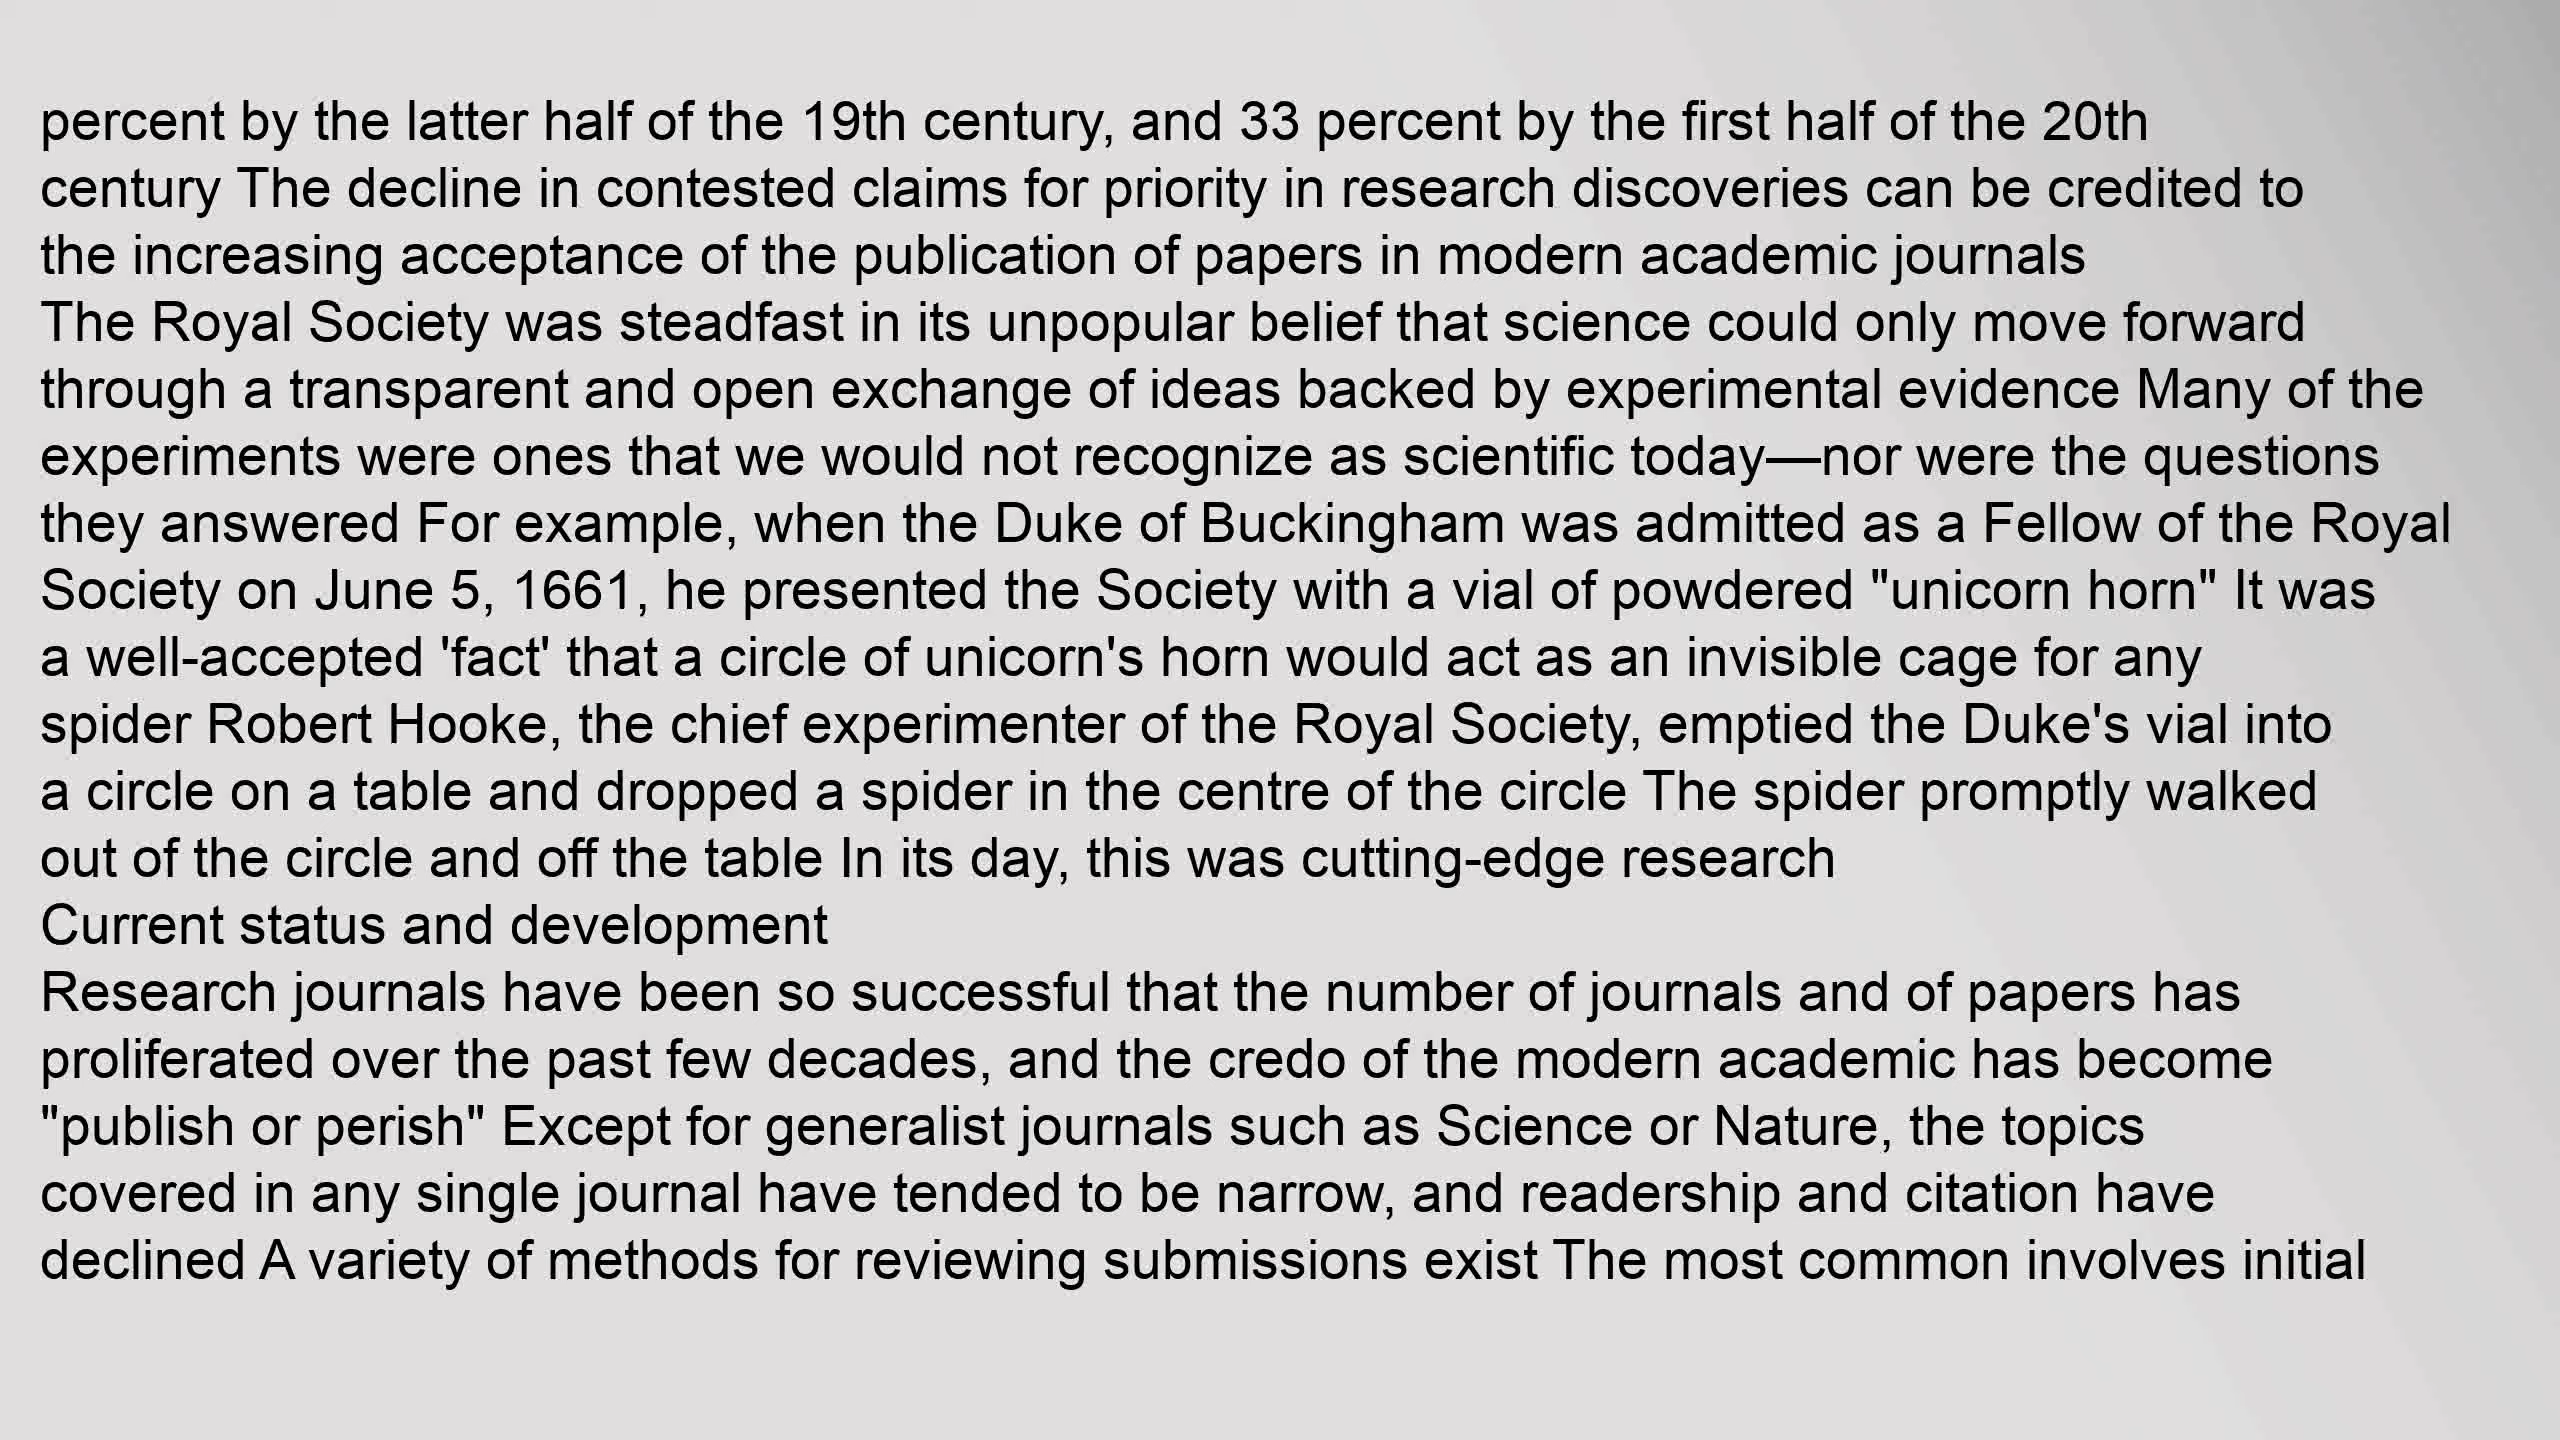 percent by the latter half of the 19th century, and 33 percent by the first half of the 20th
century The decline in contested claims for priority in research discoveries can be credited to
the increasing acceptance of the publication of papers in modern academic journals
The Royal Society was steadfast in its unpopular belief that science could only move forward
through a transparent and open exchange of ideas backed by experimental evidence Many of the
experiments were ones that we would not recognize as scientific today—nor were the questions
they answered For example, when the Duke of Buckingham was admitted as a Fellow of the Royal
Society on June 5, 1661, he presented the Society with a vial of powdered "unicorn horn" It was
a well-accepted 'fact' that a circle of unicorn's horn would act as an invisible cage for any
spider Robert Hooke, the chief experimenter of the Royal Society, emptied the Duke's vial into
a circle on a table and dropped a spider in the centre of the circle The spider promptly walked
out of the circle and off the table In its day, this was cutting-edge research
Current status and development
Research journals have been so successful that the number of journals and of papers has
proliferated over the past few decades, and the credo of the modern academic has become
"publish or perish" Except for generalist journals such as Science or Nature, the topics
covered in any single journal have tended to be narrow, and readership and citation have
declined A variety of methods for reviewing submissions exist The most common involves initial